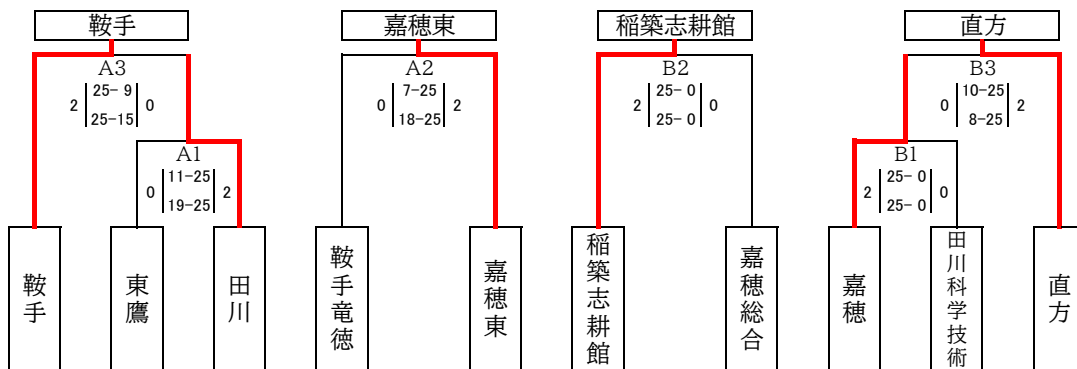 鞍手
嘉穂東
稲築志耕館
直方
A3
25- 9
2 0
25-15
A2
7-25
0 2
18-25
B2
25- 0
2 0
25- 0
B3
10-25
0 2
8-25
A1
11-25
0 2
19-25
B1
25- 0
2 0
25- 0
鞍手
東鷹
田川
鞍手竜徳
嘉穂東
稲築志耕館
嘉穂総合
嘉穂
田川科学技術
直方